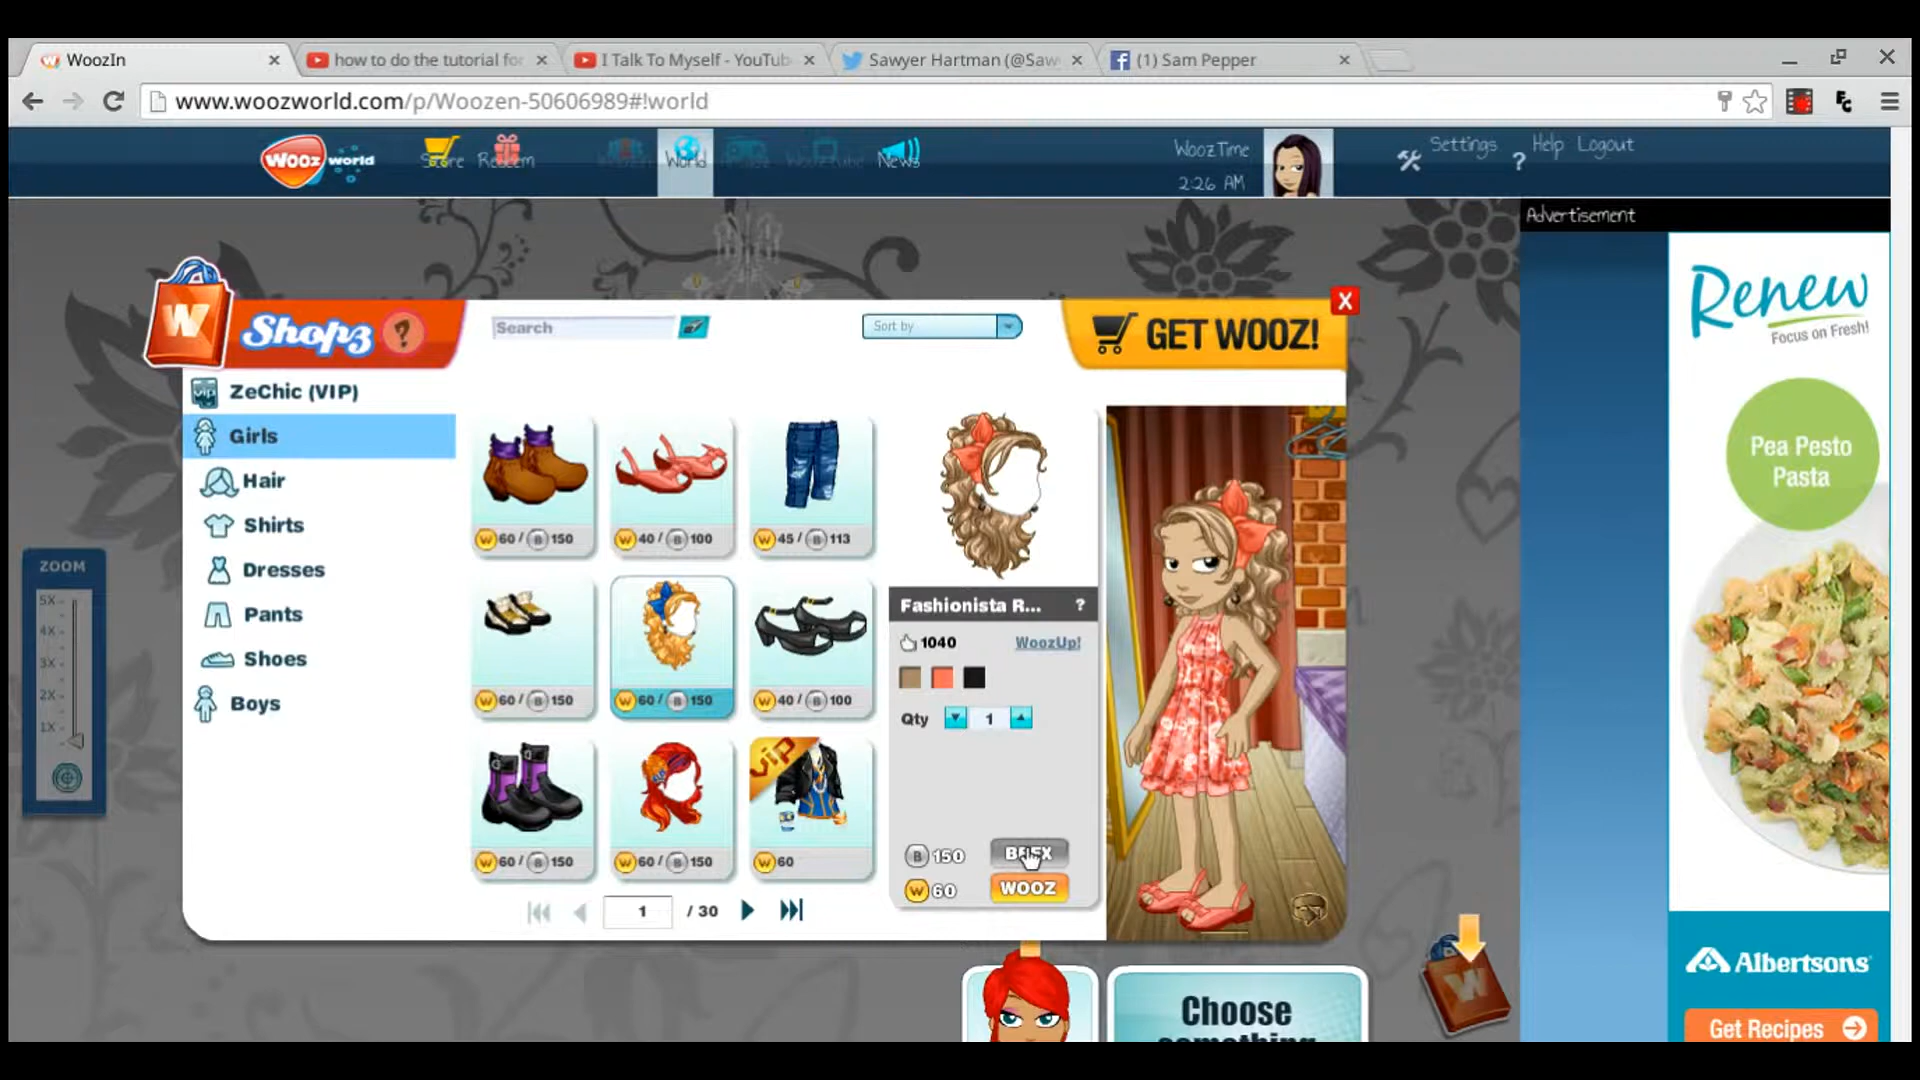 WoozIn
how to do the tutorial for
I Talk To Myself - YouTub
Sawyer Hartman (@Saw
(1) Sam Pepper
www.woozworld.com/p/Woozen-50606989#!world
Wooz world
Store
Redeem
World
News
WoozTime
2:26 AM
Settings
? Help
Logout
Advertisement
Renew
Focus on Fresh!
Pea Pesto
Pasta
Albertsons
Get Recipes
W
Shopz ?
Search
Sort by
GET WOOZ!
X
vip ZeChic (VIP)
Girls
Hair
Shirts
Dresses
Pants
Shoes
Boys
W 60 / B 150
W 40 / B 100
W 45 / B 113
W 60 / B 150
W 60 / B 150
W 40 / B 100
vip
W 60 / B 150
W 60 / B 150
W 60
1 / 30
Fashionista R... ?
1040 WoozUp!
Qty 1
B 150
W 60 WOOZ
ZOOM
5X
4X
3X
2X
1X
Choose
W